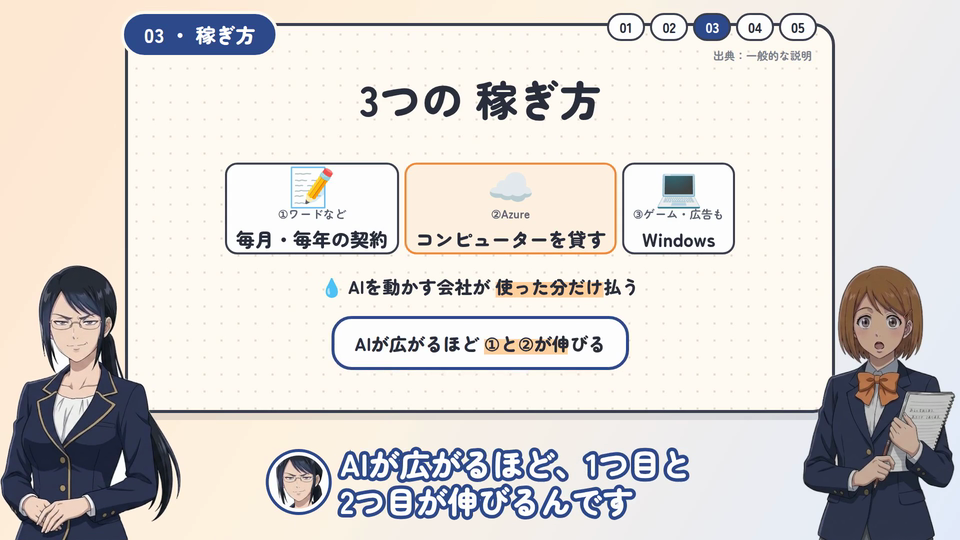 03・稼ぎ方
01 02 03 04 05
出典：一般的な説明
3つの 稼ぎ方
①ワードなど
毎月・毎年の契約
②Azure
コンピューターを貸す
③ゲーム・広告も
Windows
AIを動かす会社が 使った分だけ払う
AIが広がるほど ①と②が伸びる
AIが広がるほど、1つ目と
2つ目が伸びるんです